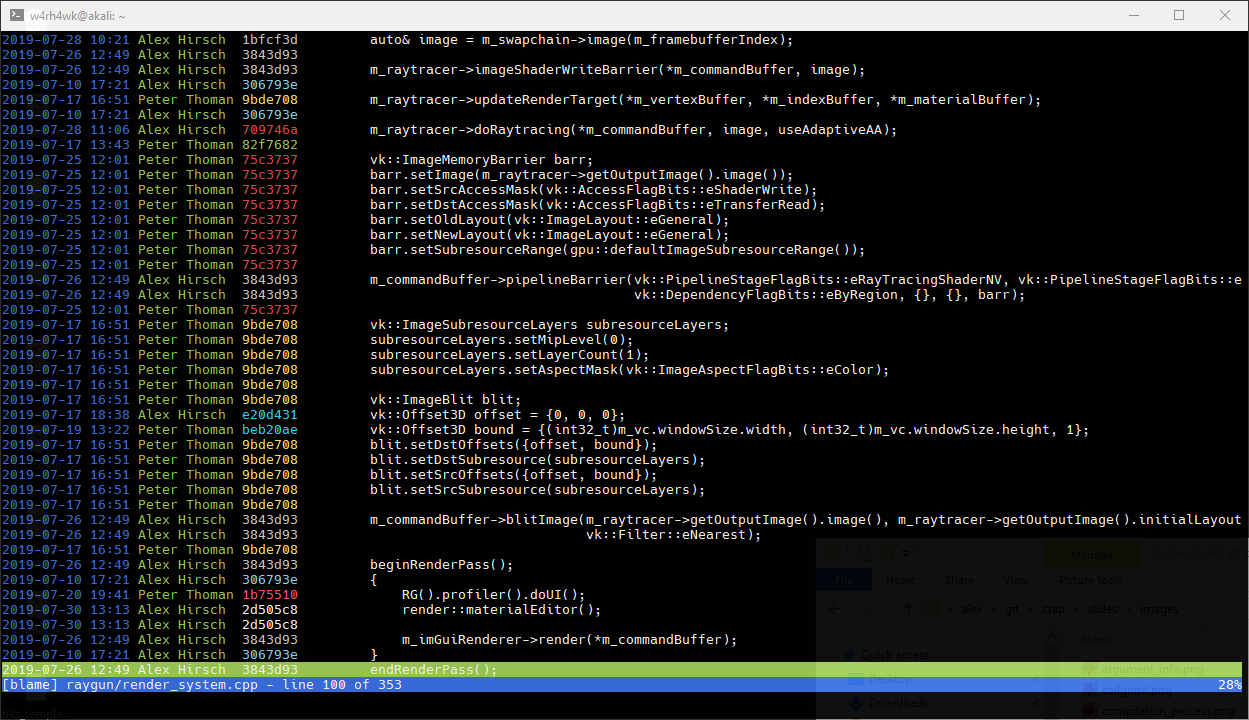 w4rh4wk@akali: ~
2019-07-28 10:21 Alex Hirsch 1bfcf3d auto& image = m_swapchain->image(m_framebufferIndex);
2019-07-26 12:49 Alex Hirsch 3843d93
2019-07-26 12:49 Alex Hirsch 3843d93 m_raytracer->imageShaderWriteBarrier(*m_commandBuffer, image);
2019-07-10 17:21 Alex Hirsch 306793e
2019-07-17 16:51 Peter Thoman 9bde708 m_raytracer->updateRenderTarget(*m_vertexBuffer, *m_indexBuffer, *m_materialBuffer);
2019-07-10 17:21 Alex Hirsch 306793e
2019-07-28 11:06 Alex Hirsch 709746a m_raytracer->doRaytracing(*m_commandBuffer, image, useAdaptiveAA);
2019-07-17 13:43 Peter Thoman 82f7682
2019-07-25 12:01 Peter Thoman 75c3737 vk::ImageMemoryBarrier barr;
2019-07-25 12:01 Peter Thoman 75c3737 barr.setImage(m_raytracer->getOutputImage().image());
2019-07-25 12:01 Peter Thoman 75c3737 barr.setSrcAccessMask(vk::AccessFlagBits::eShaderWrite);
2019-07-25 12:01 Peter Thoman 75c3737 barr.setDstAccessMask(vk::AccessFlagBits::eTransferRead);
2019-07-25 12:01 Peter Thoman 75c3737 barr.setOldLayout(vk::ImageLayout::eGeneral);
2019-07-25 12:01 Peter Thoman 75c3737 barr.setNewLayout(vk::ImageLayout::eGeneral);
2019-07-25 12:01 Peter Thoman 75c3737 barr.setSubresourceRange(gpu::defaultImageSubresourceRange());
2019-07-25 12:01 Peter Thoman 75c3737
2019-07-26 12:49 Alex Hirsch 3843d93 m_commandBuffer->pipelineBarrier(vk::PipelineStageFlagBits::eRayTracingShaderNV, vk::PipelineStageFlagBits::e
2019-07-26 12:49 Alex Hirsch 3843d93 vk::DependencyFlagBits::eByRegion, {}, {}, barr);
2019-07-25 12:01 Peter Thoman 75c3737
2019-07-17 16:51 Peter Thoman 9bde708 vk::ImageSubresourceLayers subresourceLayers;
2019-07-17 16:51 Peter Thoman 9bde708 subresourceLayers.setMipLevel(0);
2019-07-17 16:51 Peter Thoman 9bde708 subresourceLayers.setLayerCount(1);
2019-07-17 16:51 Peter Thoman 9bde708 subresourceLayers.setAspectMask(vk::ImageAspectFlagBits::eColor);
2019-07-17 16:51 Peter Thoman 9bde708
2019-07-17 16:51 Peter Thoman 9bde708 vk::ImageBlit blit;
2019-07-17 18:38 Alex Hirsch e20d431 vk::Offset3D offset = {0, 0, 0};
2019-07-19 13:22 Peter Thoman beb20ae vk::Offset3D bound = {(int32_t)m_vc.windowSize.width, (int32_t)m_vc.windowSize.height, 1};
2019-07-17 16:51 Peter Thoman 9bde708 blit.setDstOffsets({offset, bound});
2019-07-17 16:51 Peter Thoman 9bde708 blit.setDstSubresource(subresourceLayers);
2019-07-17 16:51 Peter Thoman 9bde708 blit.setSrcOffsets({offset, bound});
2019-07-17 16:51 Peter Thoman 9bde708 blit.setSrcSubresource(subresourceLayers);
2019-07-17 16:51 Peter Thoman 9bde708
2019-07-26 12:49 Alex Hirsch 3843d93 m_commandBuffer->blitImage(m_raytracer->getOutputImage().image(), m_raytracer->getOutputImage().initialLayout
2019-07-26 12:49 Alex Hirsch 3843d93 vk::Filter::eNearest);
2019-07-17 16:51 Peter Thoman 9bde708
2019-07-26 12:49 Alex Hirsch 3843d93 beginRenderPass();
2019-07-10 17:21 Alex Hirsch 306793e {
2019-07-20 19:41 Peter Thoman 1b75510 RG().profiler().doUI();
2019-07-30 13:13 Alex Hirsch 2d505c8 render::materialEditor();
2019-07-30 13:13 Alex Hirsch 2d505c8
2019-07-26 12:49 Alex Hirsch 3843d93 m_imGuiRenderer->render(*m_commandBuffer);
2019-07-10 17:21 Alex Hirsch 306793e }
2019-07-26 12:49 Alex Hirsch 3843d93 endRenderPass();
[blame] raygun/render_system.cpp - line 100 of 353 28%
Manage
File Home Share View Picture Tools
alex › git › crap › slides › images
Name
Quick access
argument_info.png
Desktop
callgrind.png
Downloads
compilation_process.png